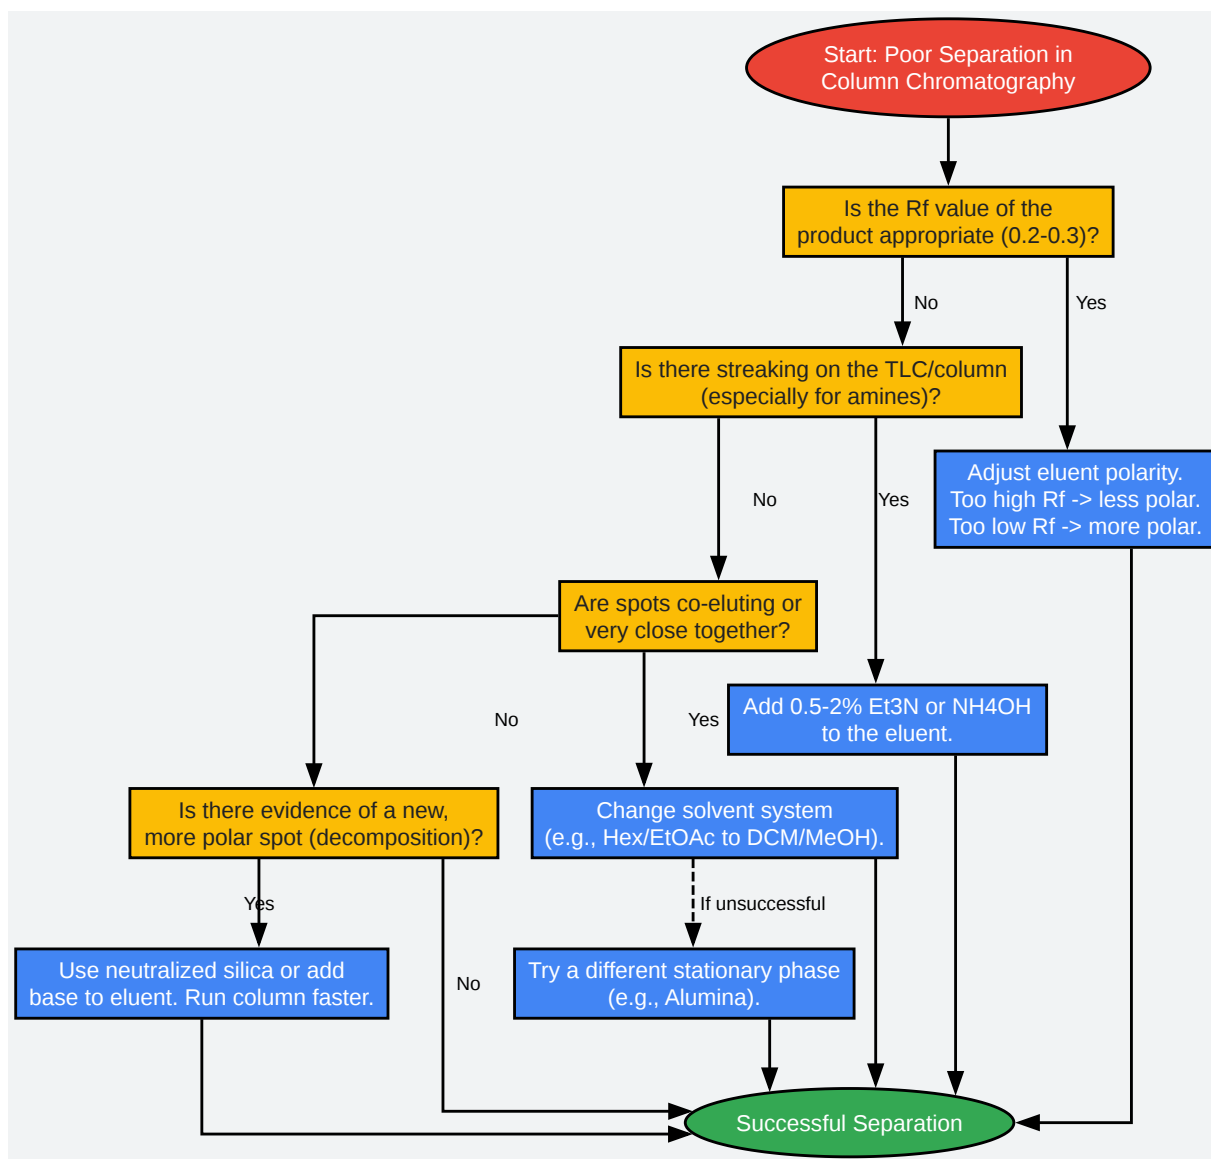 Start: Poor Separation in
Column Chromatography
Is the Rf value of the
product appropriate (0.2-0.3)?
No
Yes
Is there streaking on the TLC/column
(especially for amines)?
Adjust eluent polarity.
Too high Rf -> less polar.
Too low Rf -> more polar.
No
Yes
Are spots co-eluting or
very close together?
Add 0.5-2% Et3N or NH4OH
to the eluent.
No
Yes
Is there evidence of a new,
more polar spot (decomposition)?
Change solvent system
(e.g., Hex/EtOAc to DCM/MeOH).
Yes
If unsuccessful
Use neutralized silica or add
base to eluent. Run column faster.
No
Try a different stationary phase
(e.g., Alumina).
Successful Separation